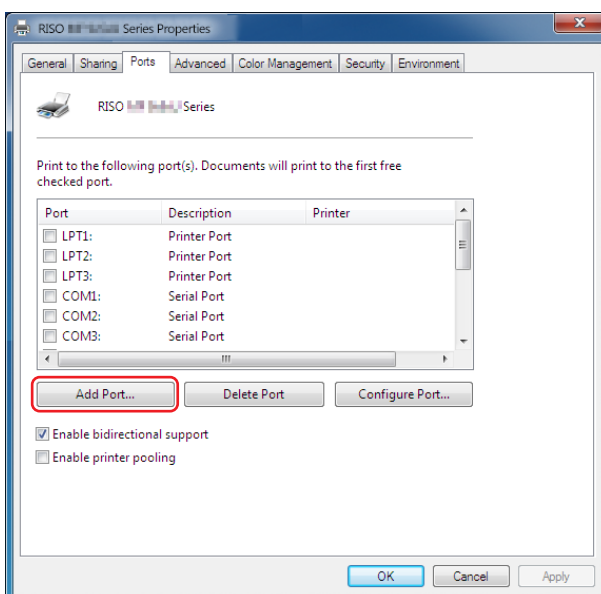 RISO Series Properties
General Sharing Ports Advanced Color Management Security Environment
RISO Series
Print to the following port(s). Documents will print to the first free
checked port.
Port Description Printer
LPT1: Printer Port
LPT2: Printer Port
LPT3: Printer Port
COM1: Serial Port
COM2: Serial Port
COM3: Serial Port
Add Port... Delete Port Configure Port...
Enable bidirectional support
Enable printer pooling
OK Cancel Apply